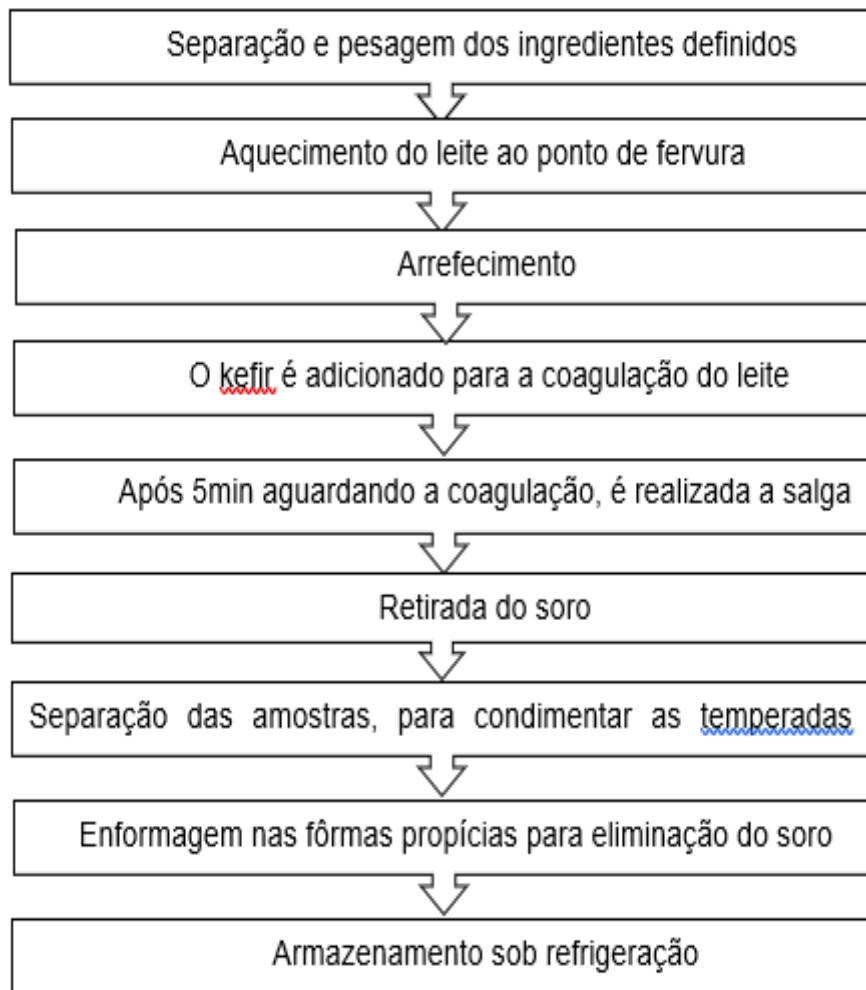 Separação e pesagem dos ingredientes definidos
Aquecimento do leite ao ponto de fervura
Arrefecimento
O kefir é adicionado para a coagulação do leite
Após 5min aguardando a coagulação, é realizada a salga
Retirada do soro
Separação das amostras, para condimentar as temperadas
Enformagem nas fôrmas propícias para eliminação do soro
Armazenamento sob refrigeração